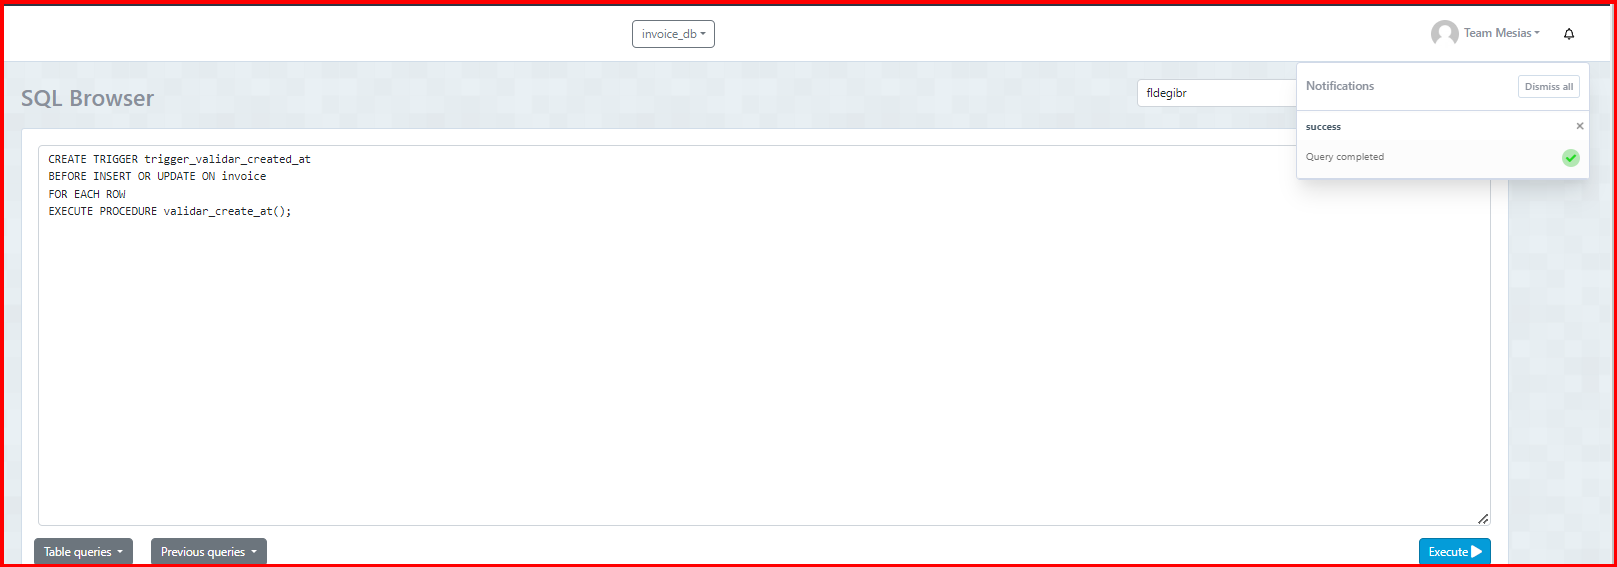 invoice_db
Team Mesias
SQL Browser
fldegibr
Notifications
Dismiss all
success
×
Query completed
CREATE TRIGGER trigger_validar_created_at
BEFORE INSERT OR UPDATE ON invoice
FOR EACH ROW
EXECUTE PROCEDURE validar_create_at();
Table queries
Previous queries
Execute